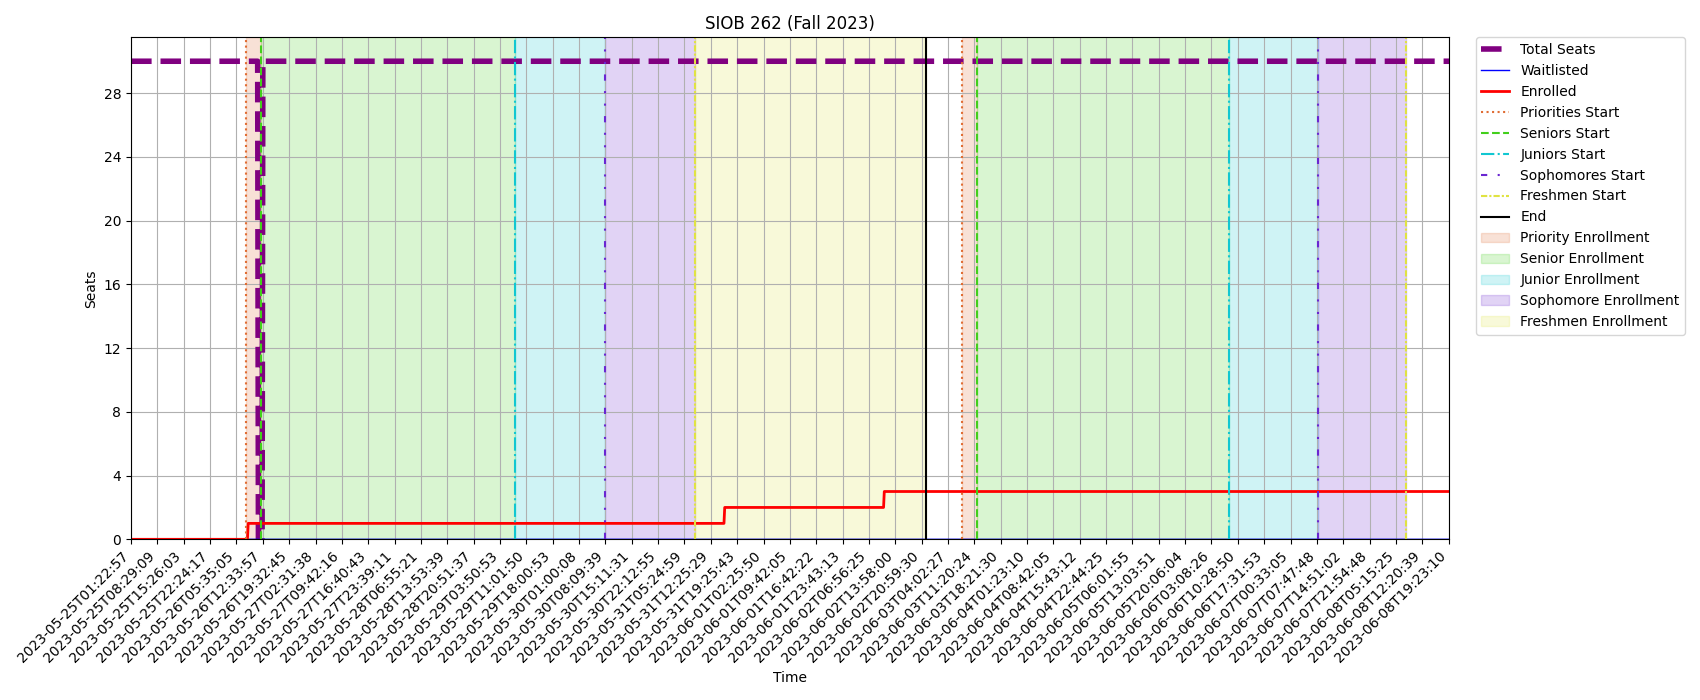 SIOB 262 (Fall 2023)
Seats
28
24
20
16
12
8
4
0
2023-05-25T01:22:57
2023-05-25T08:29:09
2023-05-25T15:26:03
2023-05-25T22:24:17
2023-05-26T05:35:05
2023-05-26T12:33:57
2023-05-26T19:32:45
2023-05-27T02:31:38
2023-05-27T09:42:16
2023-05-27T16:40:43
2023-05-27T23:39:11
2023-05-28T06:55:21
2023-05-28T13:53:39
2023-05-28T20:51:37
2023-05-29T03:50:53
2023-05-29T11:01:50
2023-05-29T18:00:53
2023-05-30T01:00:08
2023-05-30T08:09:39
2023-05-30T15:11:31
2023-05-30T22:12:55
2023-05-31T05:24:59
2023-05-31T12:25:29
2023-05-31T19:25:43
2023-06-01T02:25:50
2023-06-01T09:42:05
2023-06-01T16:42:22
2023-06-01T23:43:13
2023-06-02T06:56:25
2023-06-02T13:58:00
2023-06-02T20:59:30
2023-06-03T04:02:27
2023-06-03T11:20:24
2023-06-03T18:21:30
2023-06-04T01:23:10
2023-06-04T08:42:05
2023-06-04T15:43:12
2023-06-04T22:44:25
2023-06-05T06:01:55
2023-06-05T13:03:51
2023-06-05T20:06:04
2023-06-06T03:08:26
2023-06-06T10:28:50
2023-06-06T17:31:53
2023-06-07T00:33:05
2023-06-07T07:47:48
2023-06-07T14:51:02
2023-06-07T21:54:48
2023-06-08T05:15:25
2023-06-08T12:20:39
2023-06-08T19:23:10
Time
Total Seats
Waitlisted
Enrolled
Priorities Start
Seniors Start
Juniors Start
Sophomores Start
Freshmen Start
End
Priority Enrollment
Senior Enrollment
Junior Enrollment
Sophomore Enrollment
Freshmen Enrollment